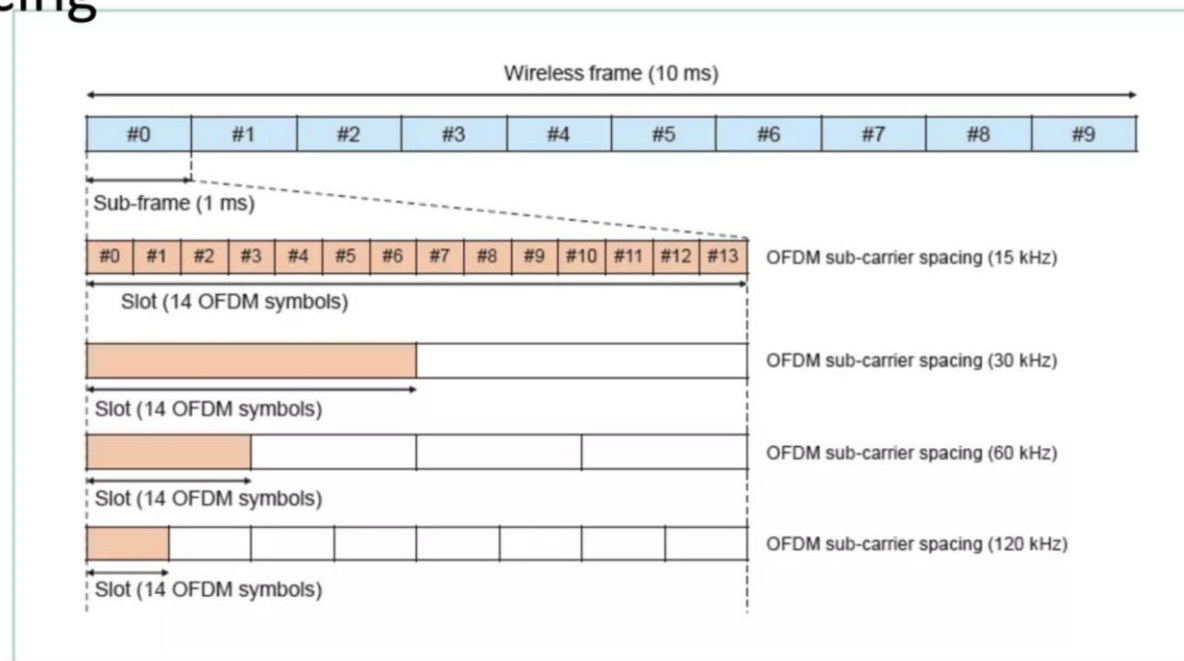 Wireless frame (10 ms)
#0 #1 #2 #3 #4 #5 #6 #7 #8 #9
Sub-frame (1 ms)
#0 #1 #2 #3 #4 #5 #6 #7 #8 #9 #10 #11 #12 #13 OFDM sub-carrier spacing (15 kHz)
Slot (14 OFDM symbols)
OFDM sub-carrier spacing (30 kHz)
Slot (14 OFDM symbols)
OFDM sub-carrier spacing (60 kHz)
Slot (14 OFDM symbols)
OFDM sub-carrier spacing (120 kHz)
Slot (14 OFDM symbols)